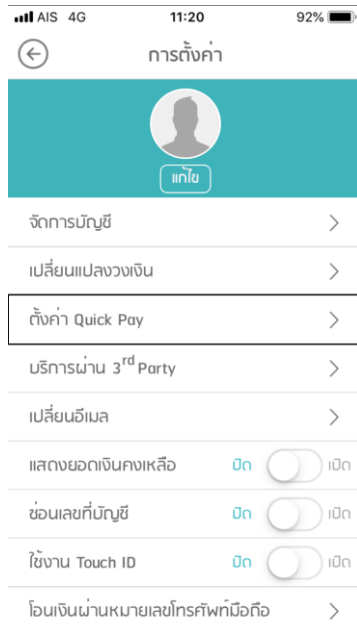 AIS 4G 11:20 92%
การตั้งค่า
แก้ไข
จัดการบัญชี
เปลี่ยนแปลงวงเงิน
ตั้งค่า Quick Pay
บริการผ่าน 3rd Party
เปลี่ยนอีเมล
แสดงยอดเงินคงเหลือ ปิด เปิด
ซ่อนเลขที่บัญชี ปิด เปิด
ใช้งาน Touch ID ปิด เปิด
โอนเงินผ่านหมายเลขโทรศัพท์มือถือ